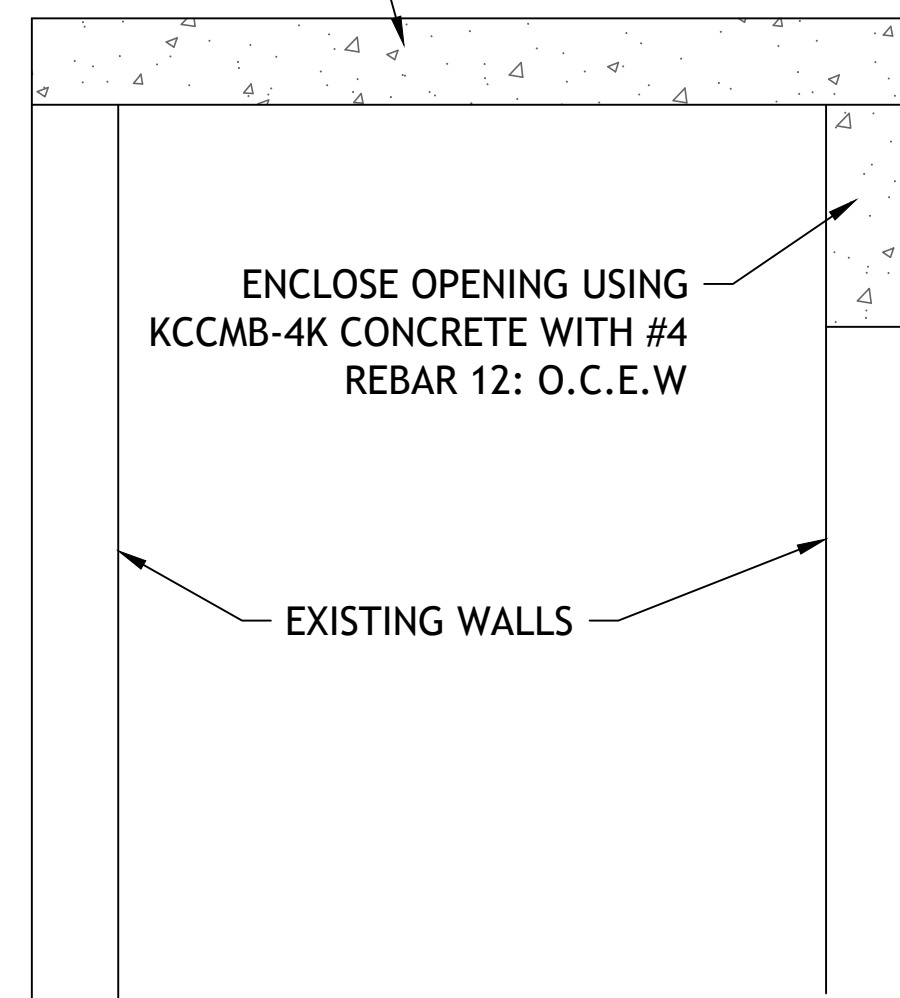 ENCLOSE OPENING USING
KCCMB-4K CONCRETE WITH #4
REBAR 12: O.C.E.W
EXISTING WALLS